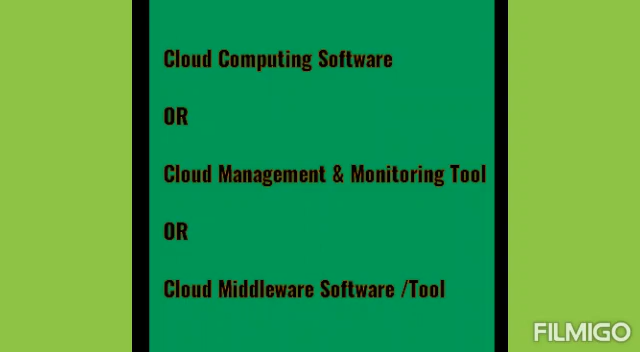 Cloud Computing Software
OR
Cloud Management & Monitoring Tool
OR
Cloud Middleware Software /Tool
FILMIGO